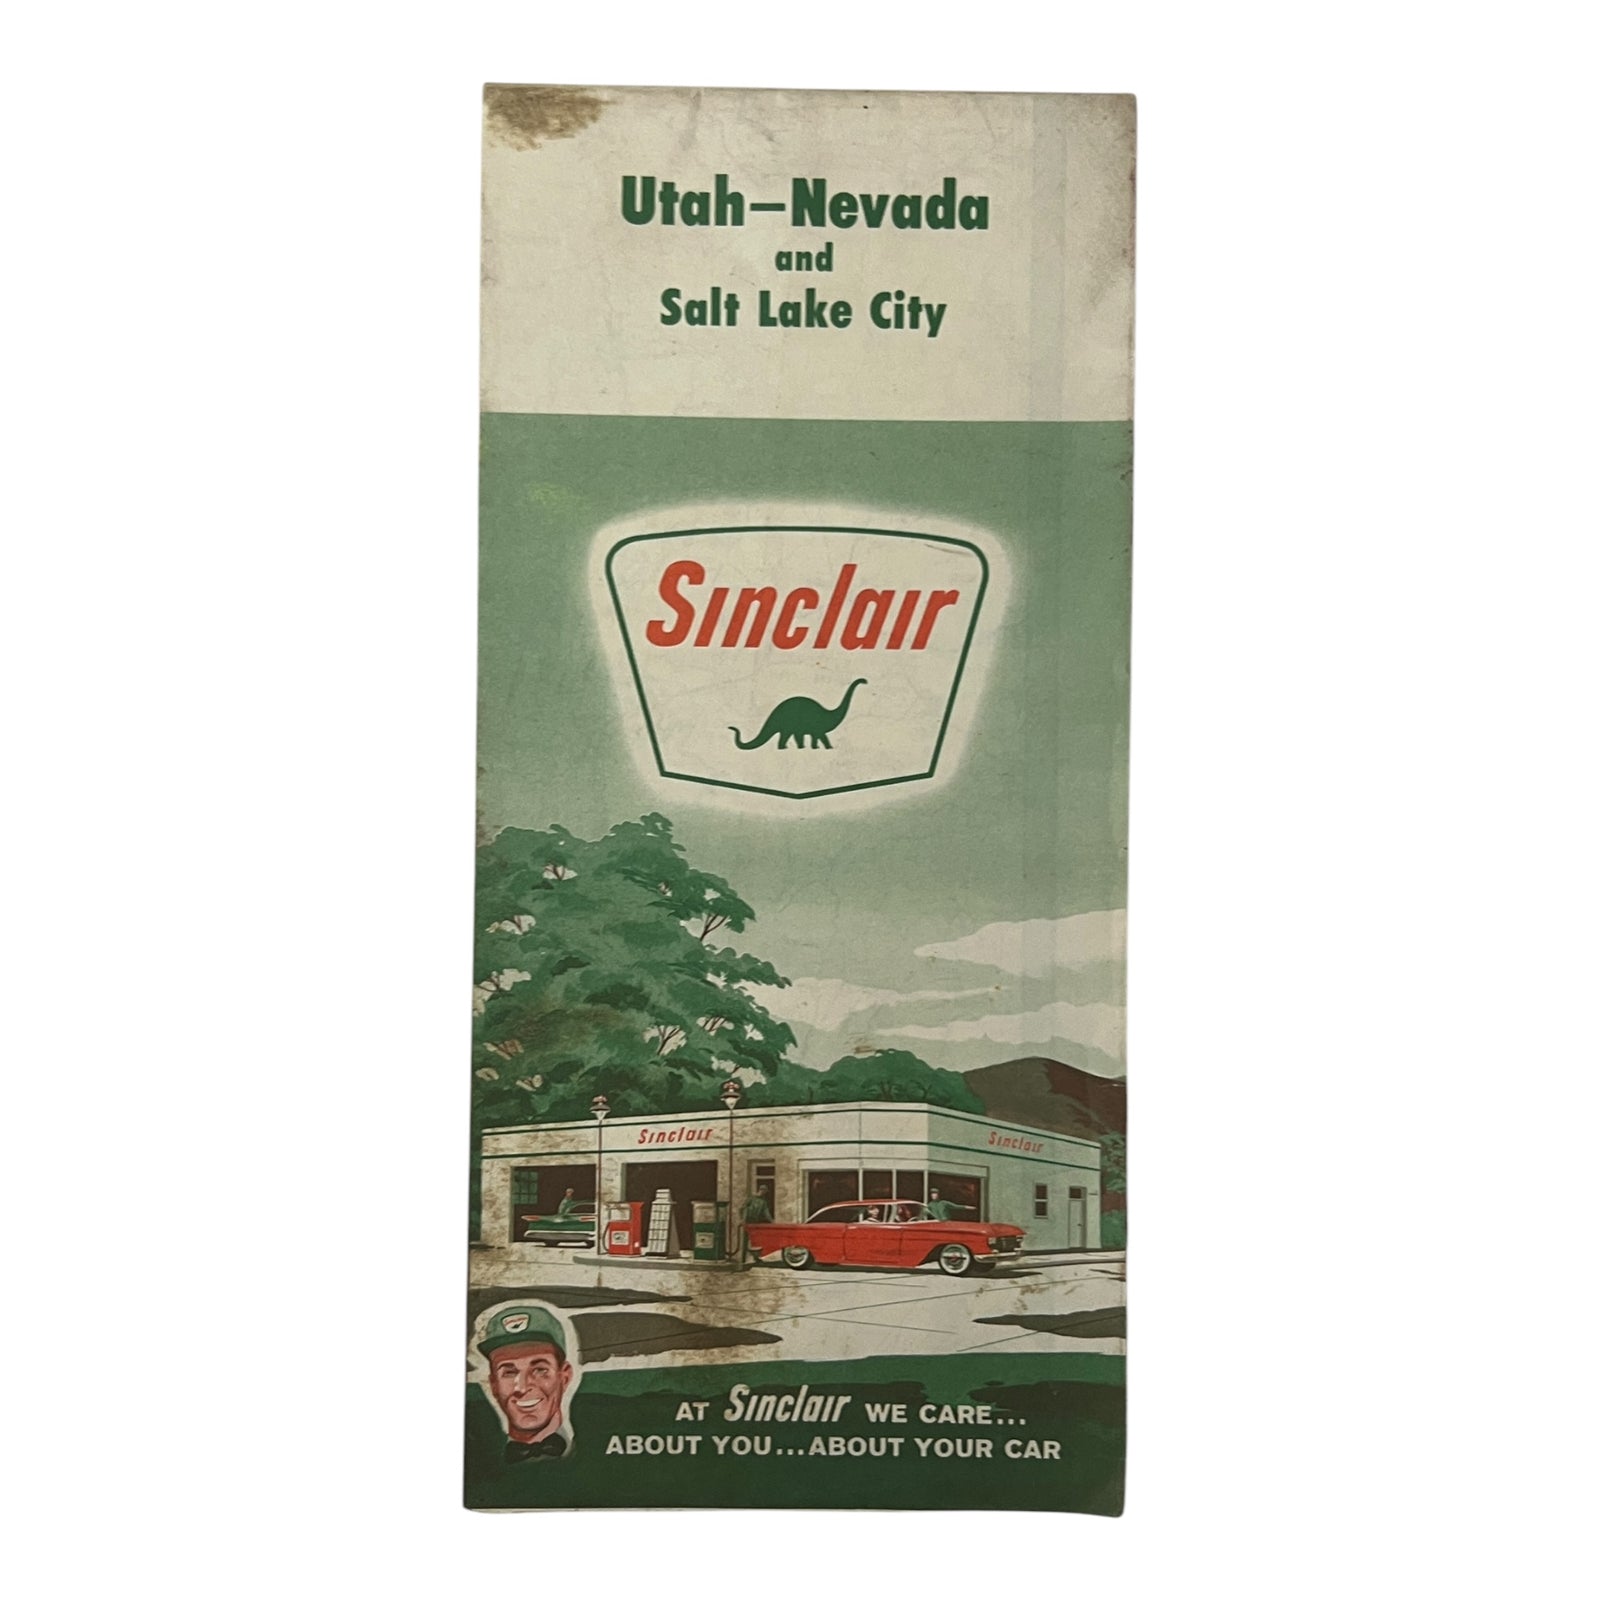 Utah—Nevada
and
Salt Lake City
Sinclair
Sinclair
Sinclair
AT Sinclair WE CARE...
ABOUT YOU...ABOUT YOUR CAR